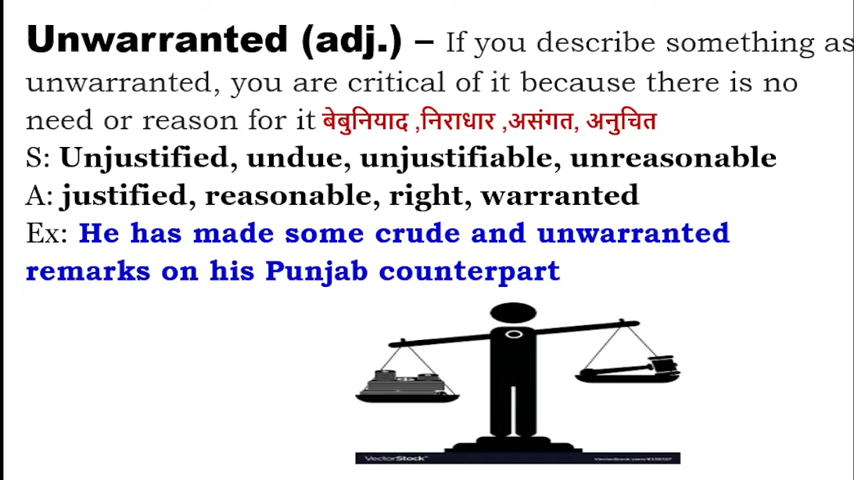 Unwarranted (adj.) – If you describe something as
unwarranted, you are critical of it because there is no
need or reason for it बेबुनियाद ,निराधार ,असंगत, अनुचित
S: Unjustified, undue, unjustifiable, unreasonable
A: justified, reasonable, right, warranted
Ex: He has made some crude and unwarranted
remarks on his Punjab counterpart
VectorStock